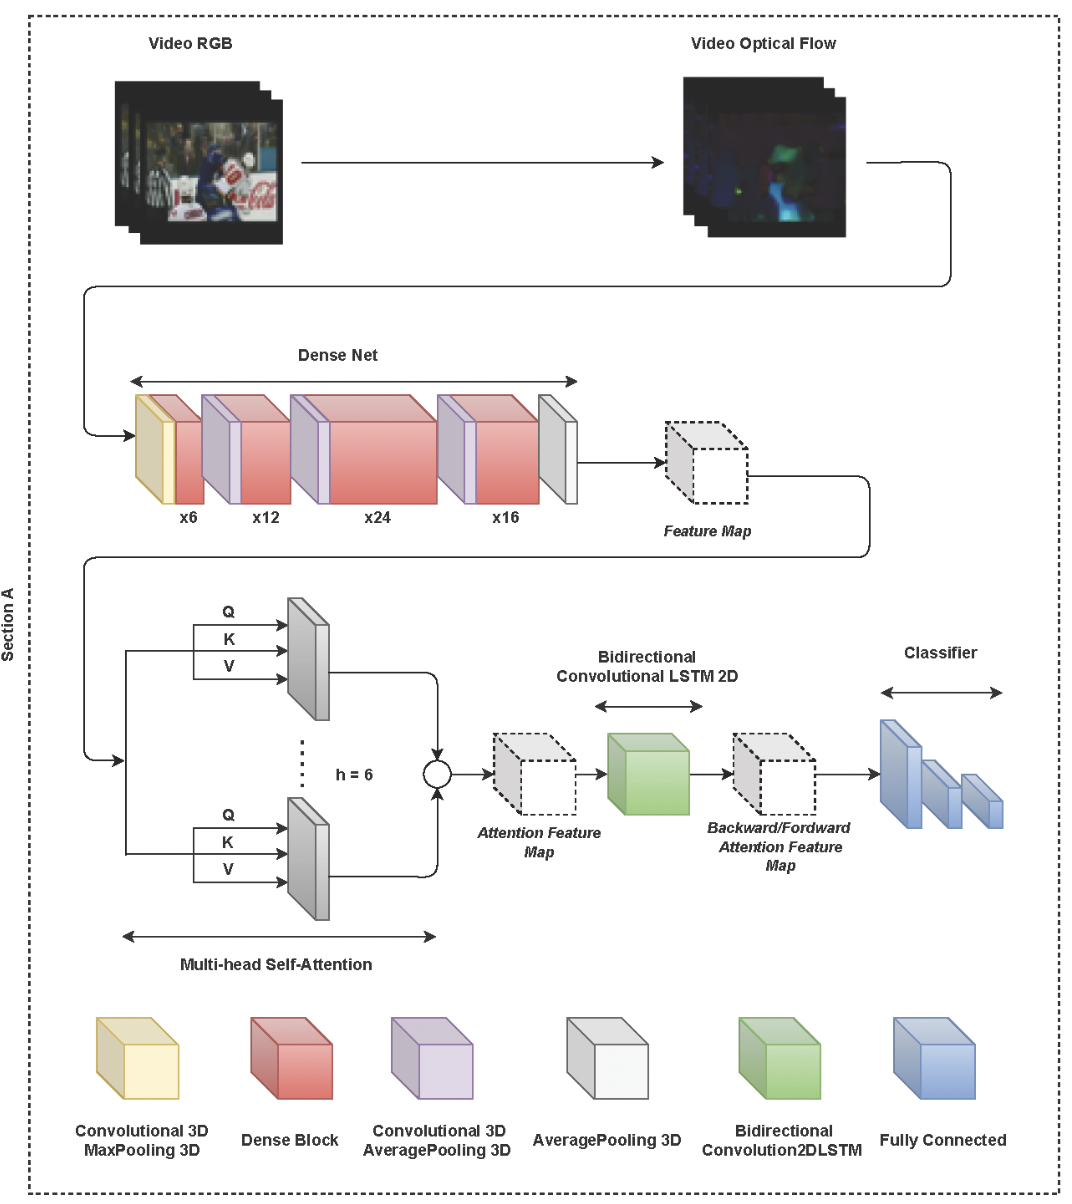 Video RGB
Video Optical Flow
Coca
Dense Net
x6
x12
x24
x16
Feature Map
Section A
Q
K
V
h = 6
Q
K
V
Bidirectional
Convolutional LSTM 2D
Classifier
Attention Feature
Map
Backward/Fordward
Attention Feature
Map
Multi-head Self-Attention
Convolutional 3D
MaxPooling 3D
Dense Block
Convolutional 3D
AveragePooling 3D
AveragePooling 3D
Bidirectional
Convolution2DLSTM
Fully Connected